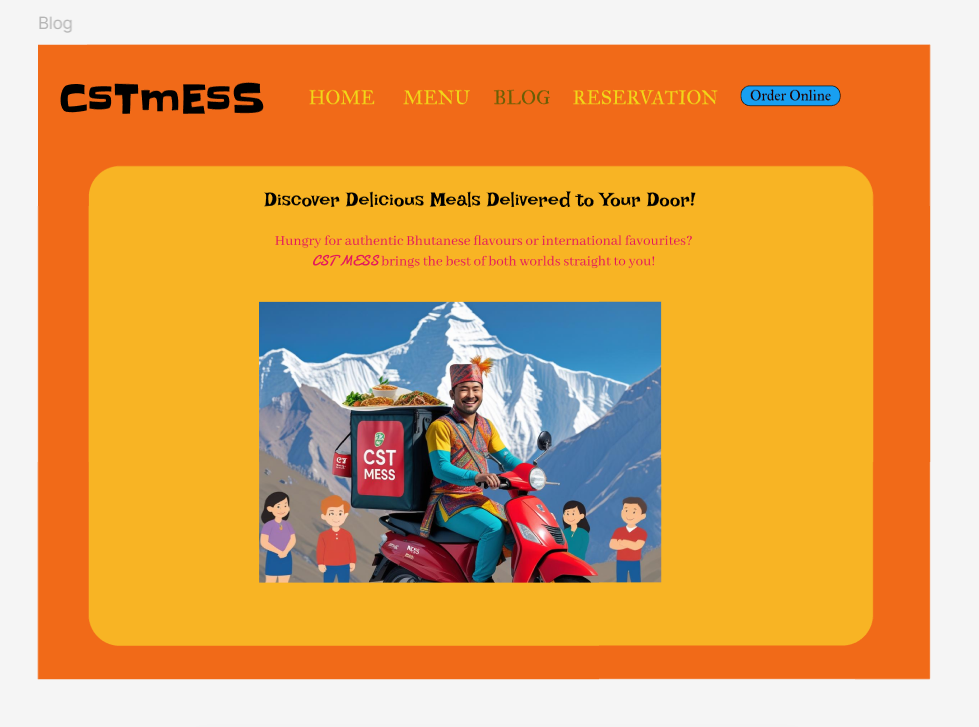 Blog
CSTmESS
HOME MENU BLOG RESERVATION Order Online
Discover Delicious Meals Delivered to Your Door!
Hungry for authentic Bhutanese flavours or international favourites?
CST MESS brings the best of both worlds straight to you!
CST
MESS